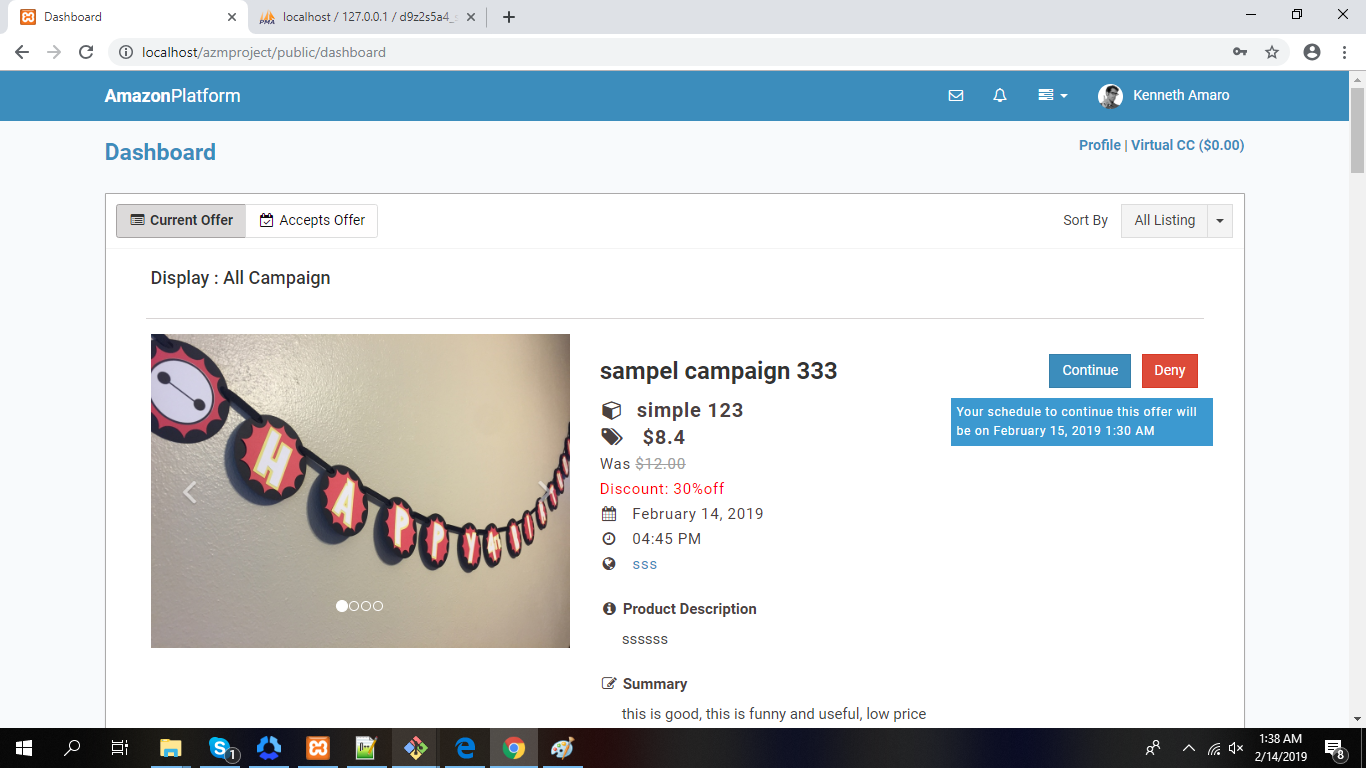 Dashboard
localhost / 127.0.0.1 / d9z2s5a4_s
localhost/azmproject/public/dashboard
AmazonPlatform
Kenneth Amaro
Dashboard
Profile | Virtual CC ($0.00)
Current Offer
Accepts Offer
Sort By
All Listing
Display : All Campaign
HAPPY
sampel campaign 333
Continue
Deny
simple 123
Your schedule to continue this offer will
be on February 15, 2019 1:30 AM
$8.4
Was $12.00
Discount: 30%off
February 14, 2019
04:45 PM
sss
Product Description
ssssss
Summary
this is good, this is funny and useful, low price
1
1:38 AM
2/14/2019
8